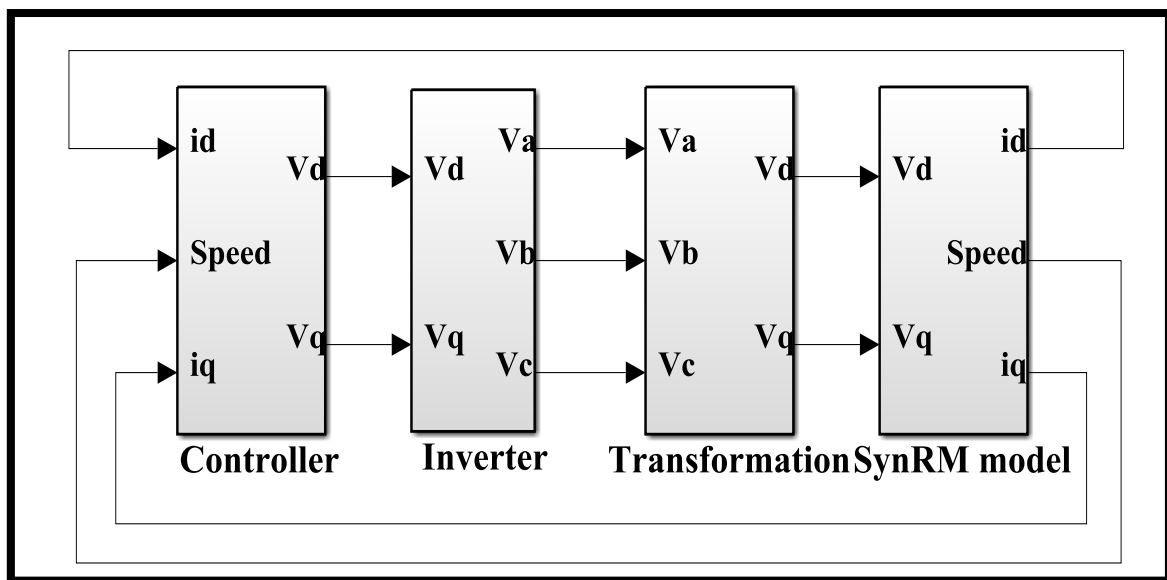 id
Speed
iq
Vd
Vq
Controller
Vd
Vq
Va
Vb
Vc
Inverter
Va
Vb
Vc
Vd
Vq
Transformation
Vd
Vq
id
Speed
iq
SynRM model